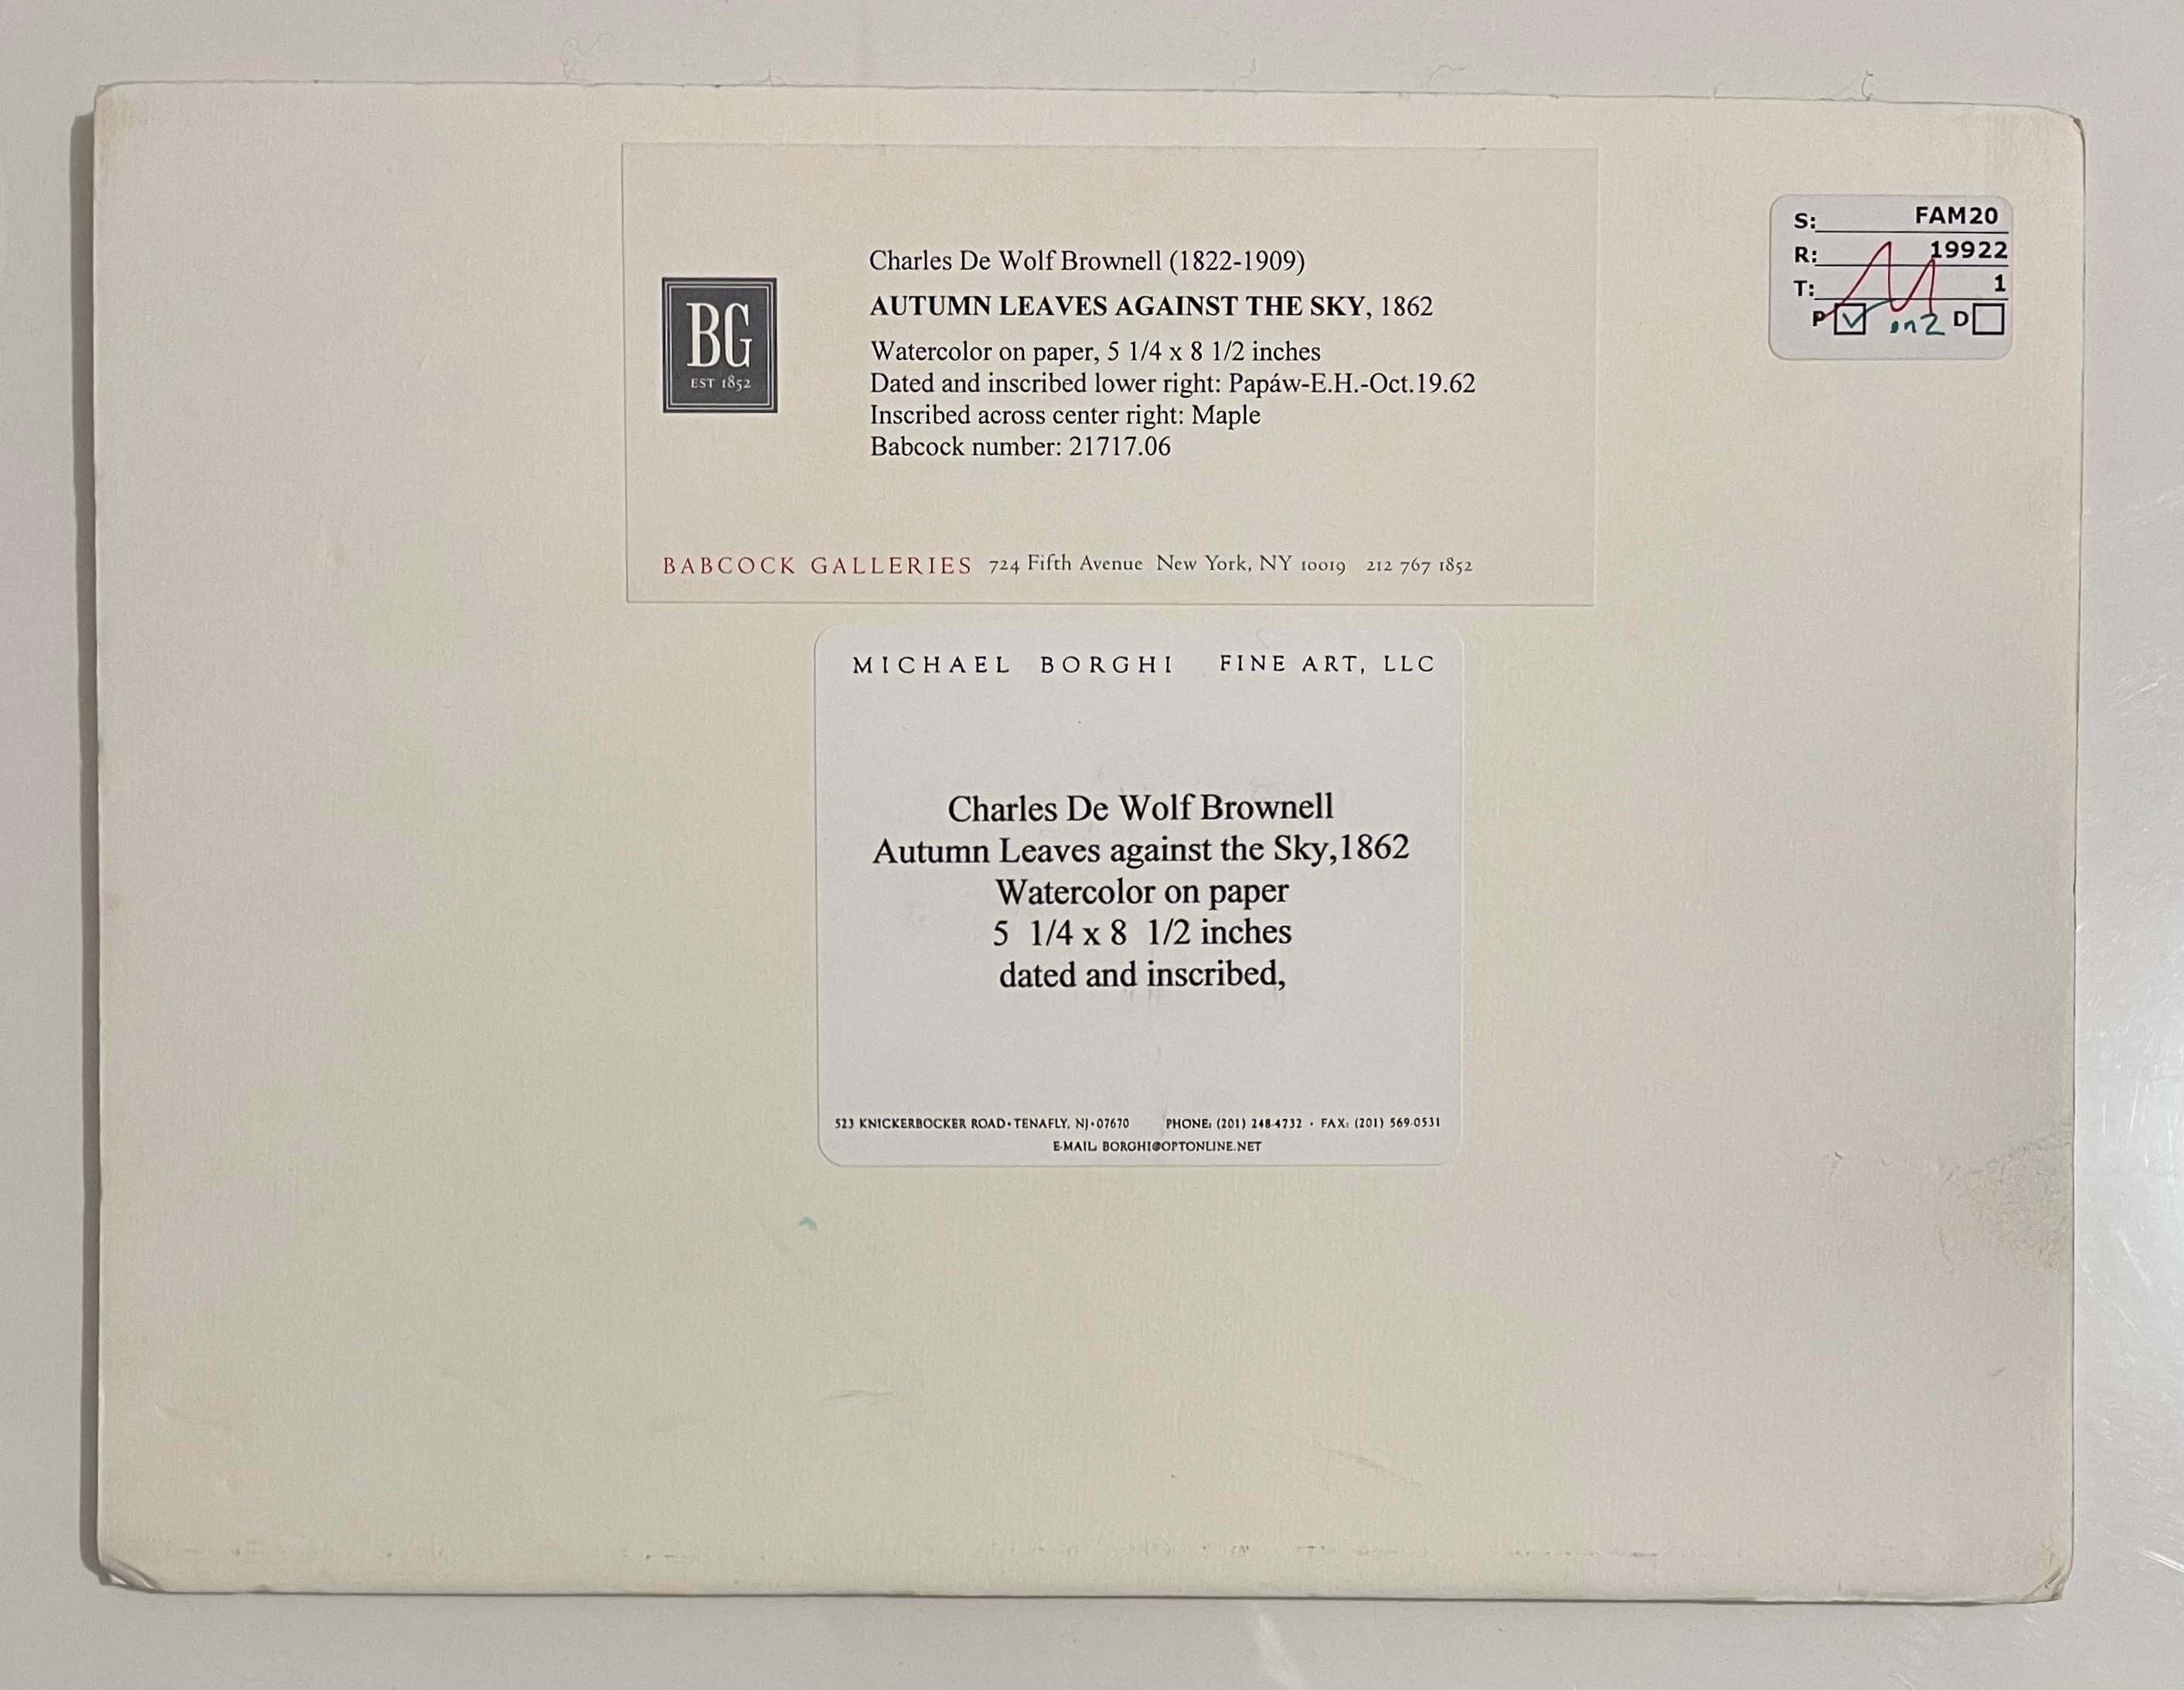 BG
EST 1852
Charles De Wolf Brownell (1822-1909)
AUTUMN LEAVES AGAINST THE SKY, 1862
Watercolor on paper, 5 1/4 x 8 1/2 inches
Dated and inscribed lower right: Papáw-E.H.-Oct.19.62
Inscribed across center right: Maple
Babcock number: 21717.06
BABCOCK GALLERIES 724 Fifth Avenue New York, NY 10019 212 767 1852
S: FAM20
R: 19922
T: 1
P on2 D
MICHAEL BORGHI FINE ART, LLC
Charles De Wolf Brownell
Autumn Leaves against the Sky,1862
Watercolor on paper
5 1/4 x 8 1/2 inches
dated and inscribed,
523 KNICKERBOCKER ROAD • TENAFLY, NJ • 07670 PHONE: (201) 248-4732 • FAX: (201) 569-0531
E-MAIL: BORGHI@OPTONLINE.NET